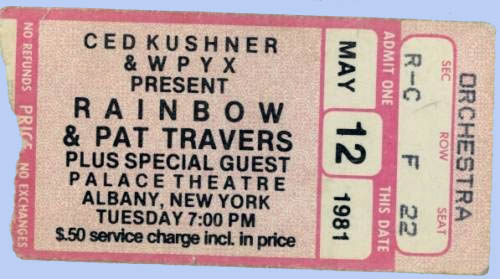 NO REFUNDS PRICE NO EXCHANGES
CED KUSHNER
& WPYX
PRESENT
RAINBOW
& PAT TRAVERS
PLUS SPECIAL GUEST
PALACE THEATRE
ALBANY, NEW YORK
TUESDAY 7:00 PM
$.50 service charge incl. in price
MAY
12
1981
ADMIT ONE THIS DATE
R-C F 22
SEC ROW SEAT
ORCHESTRA